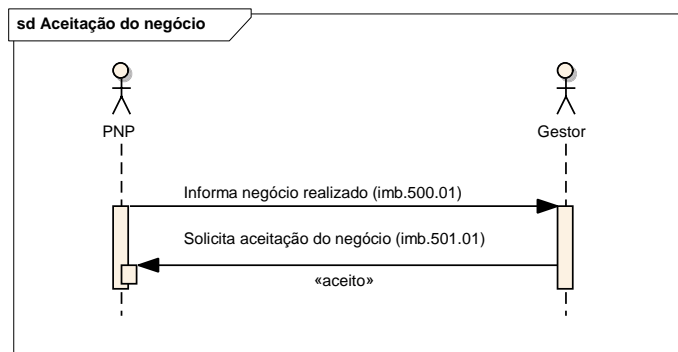 sd Aceitação do negócio
PNP
Gestor
Informa negócio realizado (imb.500.01)
Solicita aceitação do negócio (imb.501.01)
«aceito»